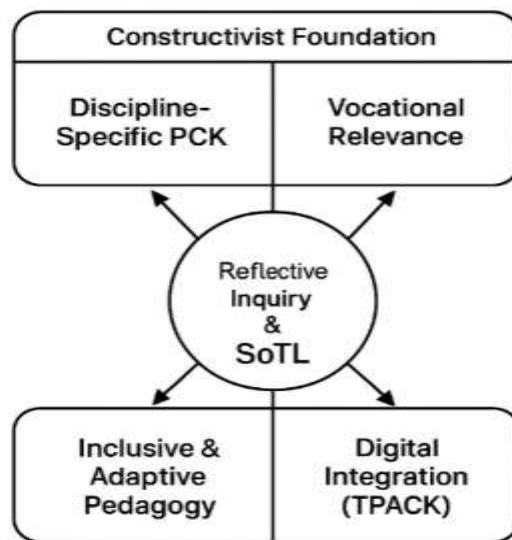 Constructivist Foundation
Discipline-
Specific PCK
Vocational
Relevance
Reflective
Inquiry
&
SoTL
Inclusive &
Adaptive
Pedagogy
Digital
Integration
(TPACK)